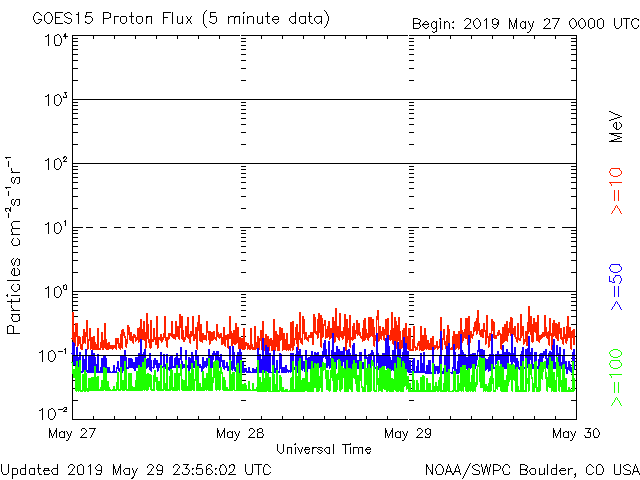 GOES15 Proton Flux (5 minute data)
Begin: 2019 May 27 0000 UTC
10⁴
10³
10²
10¹
10⁰
10⁻¹
10⁻²
Particles cm⁻²s⁻¹sr⁻¹
MeV
>=10
>=50
>=100
May 27
May 28
May 29
May 30
Universal Time
Updated 2019 May 29 23:56:02 UTC
NOAA/SWPC Boulder, CO USA